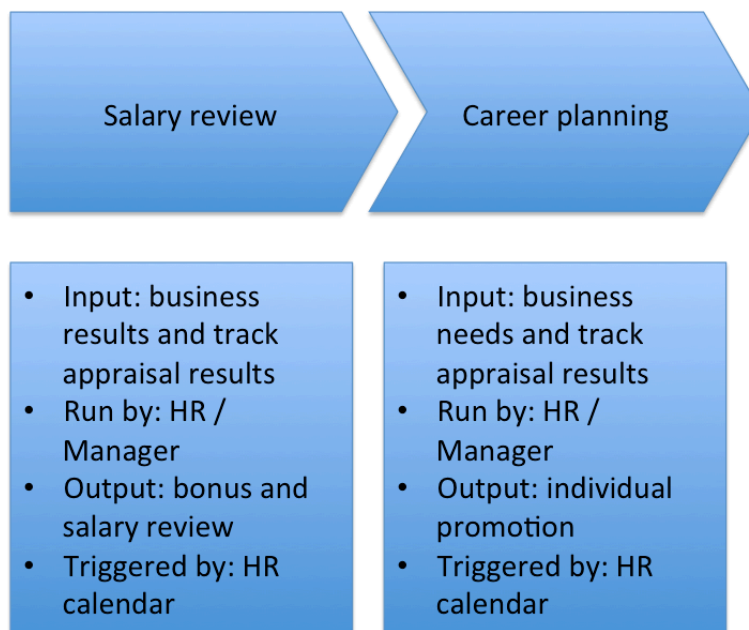 Salary review
Career planning
• Input: business
results and track
appraisal results
• Run by: HR /
Manager
• Output: bonus and
salary review
• Triggered by: HR
calendar
• Input: business
needs and track
appraisal results
• Run by: HR /
Manager
• Output: individual
promotion
• Triggered by: HR
calendar